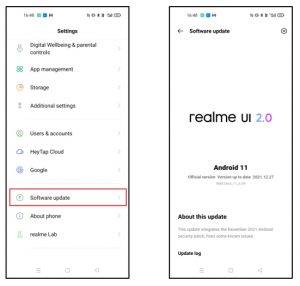 16:48
Settings
Digital Wellbeing & parental
controls
App management
Storage
Additional settings
Users & accounts
HeyTap Cloud
Google
Software update
About phone
realme Lab
16:48
Software update
realme UI 2.0
Android 11
Official version Version up to date 2021.12.27
About this update
This update integrates the November 2021 Android
security patch, fixes some known issues.
Update log